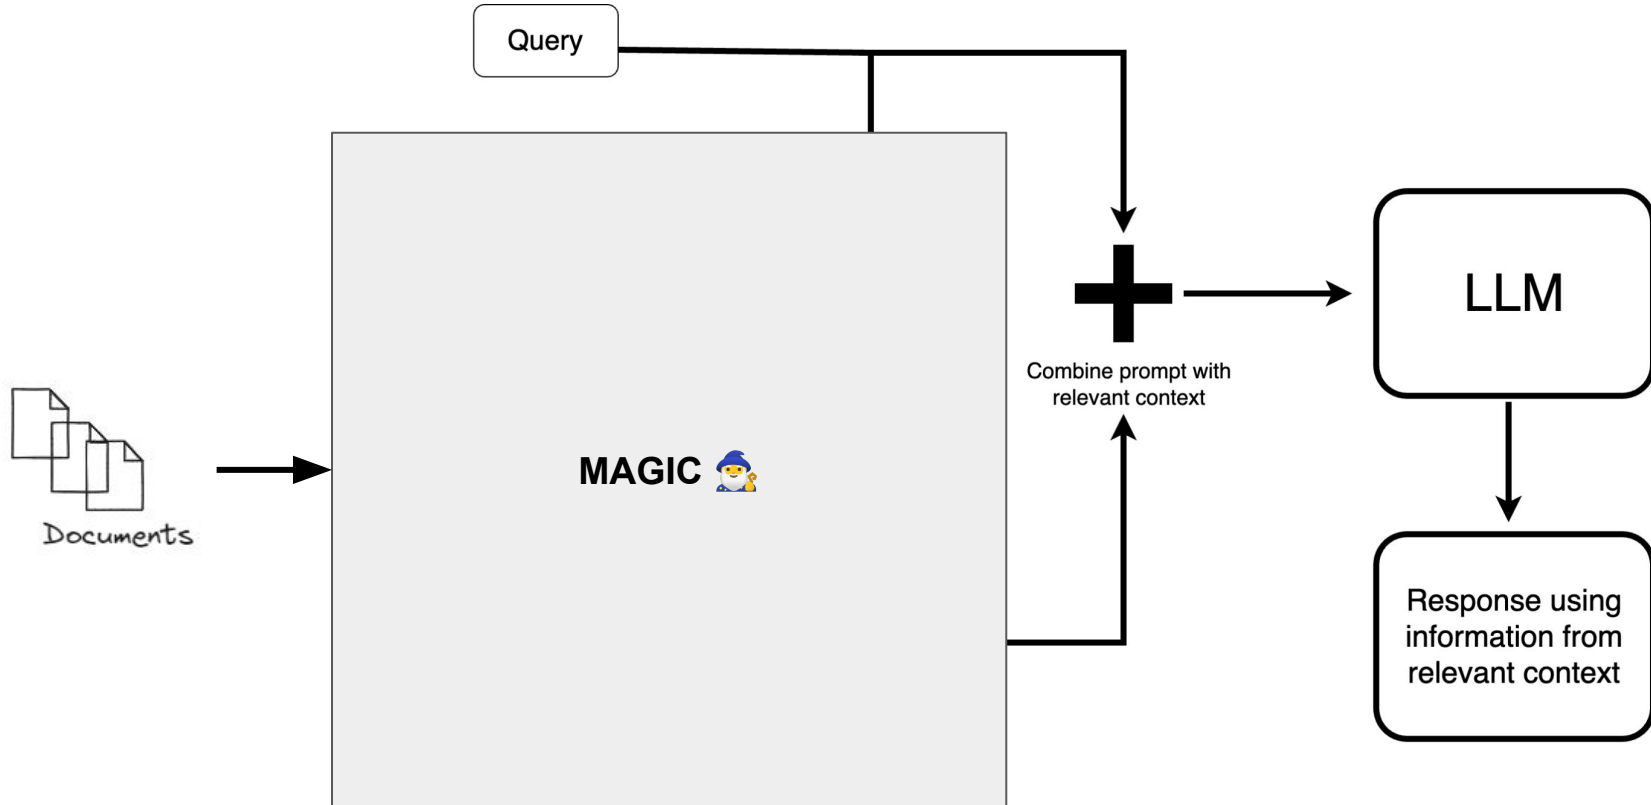 Query
LLM
Combine prompt with
relevant context
MAGIC 🧙‍♂️
Documents
Response using
information from
relevant context